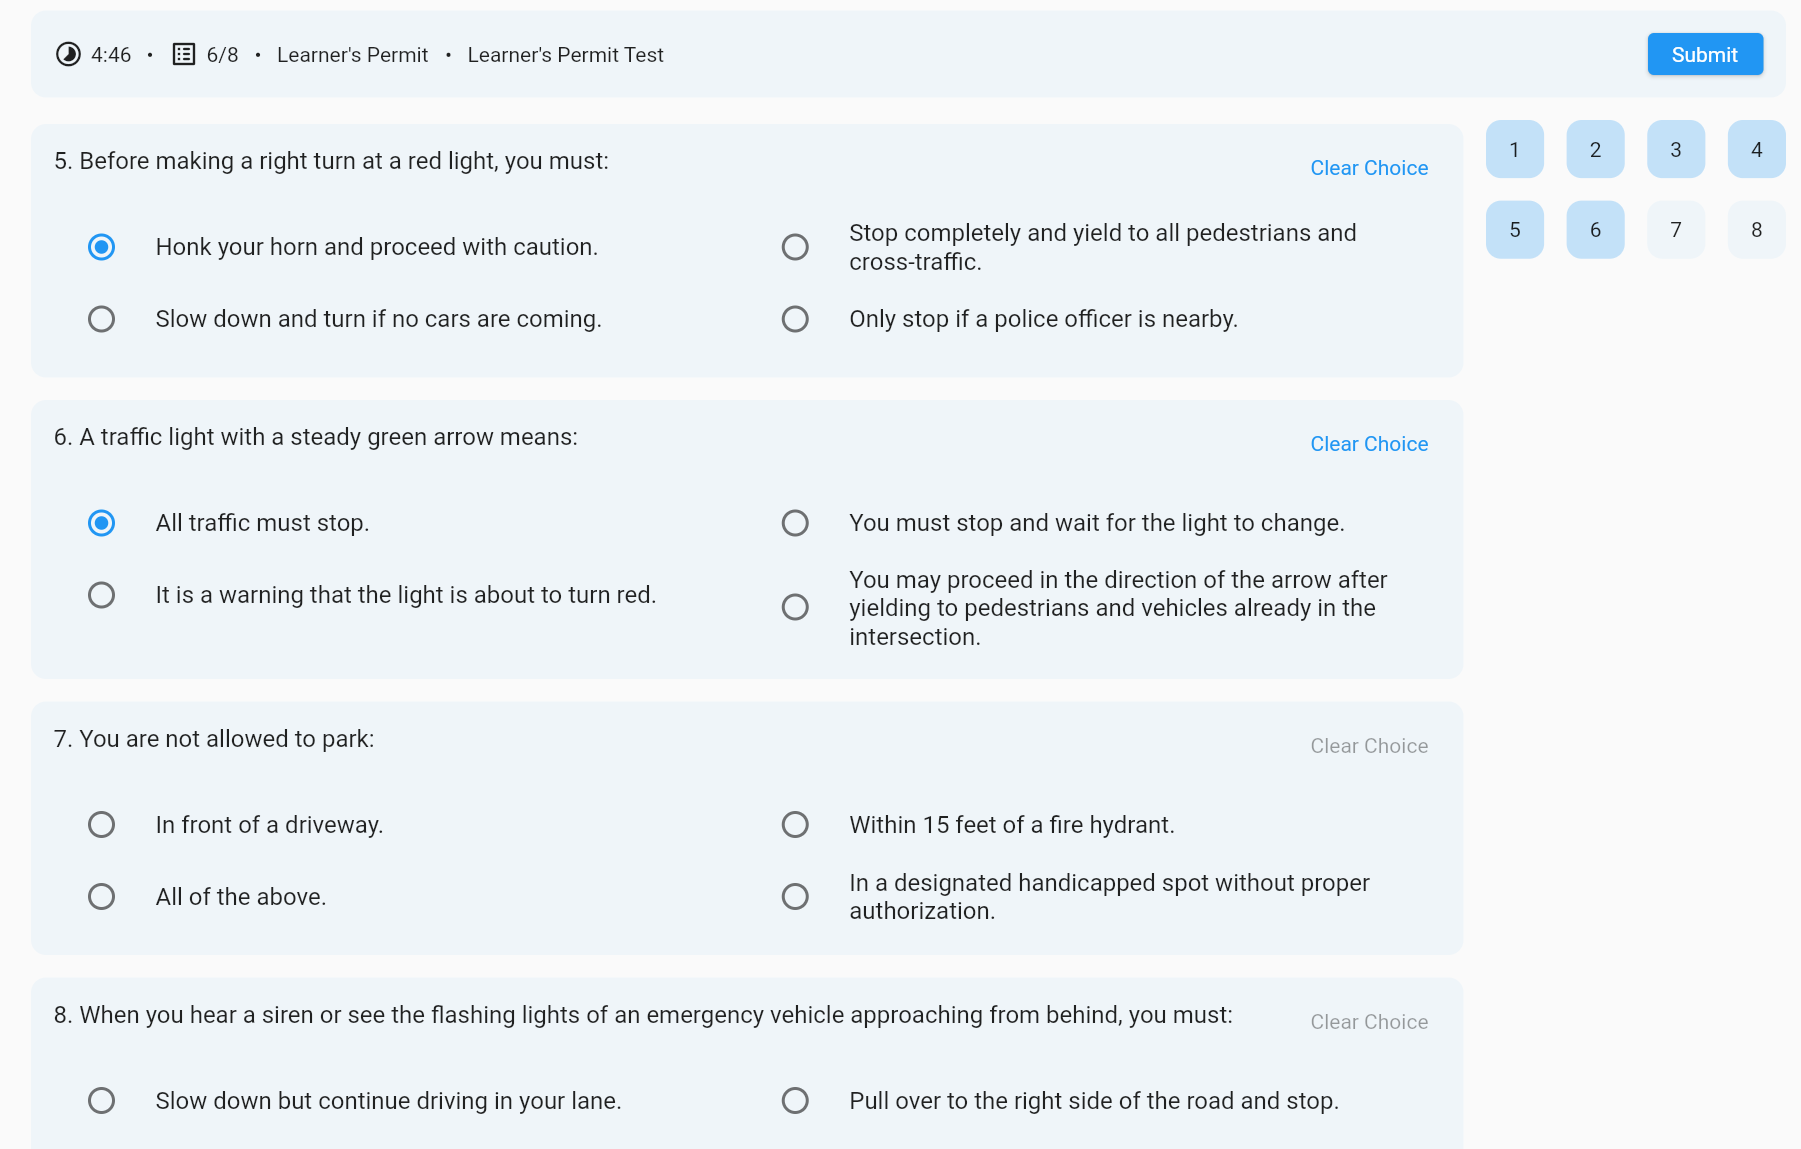 4:46 • 6/8 • Learner's Permit • Learner's Permit Test
Submit
1 2 3 4
5 6 7 8
5. Before making a right turn at a red light, you must:
Clear Choice
Honk your horn and proceed with caution.
Stop completely and yield to all pedestrians and
cross-traffic.
Slow down and turn if no cars are coming.
Only stop if a police officer is nearby.
6. A traffic light with a steady green arrow means:
Clear Choice
All traffic must stop.
You must stop and wait for the light to change.
It is a warning that the light is about to turn red.
You may proceed in the direction of the arrow after
yielding to pedestrians and vehicles already in the
intersection.
7. You are not allowed to park:
Clear Choice
In front of a driveway.
Within 15 feet of a fire hydrant.
All of the above.
In a designated handicapped spot without proper
authorization.
8. When you hear a siren or see the flashing lights of an emergency vehicle approaching from behind, you must:
Clear Choice
Slow down but continue driving in your lane.
Pull over to the right side of the road and stop.